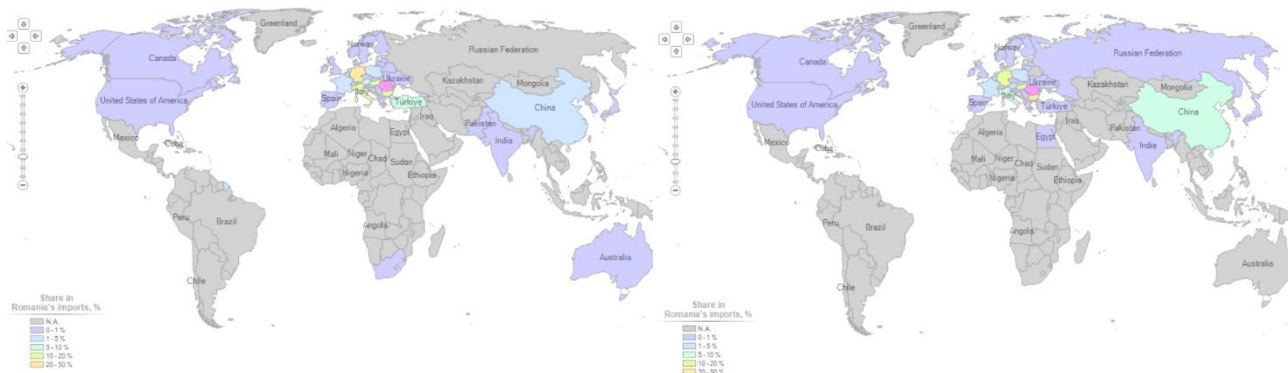 Greenland
Norway
Russian Federation
Canada
Ukraine
Kazakhstan
Mongolia
United States of America
Spain
Türkiye
China
Iraq
Pakistan
Mexico
Cuba
Algeria
Egypt
India
Mali
Niger
Chad
Sudan
Nigeria
Ethiopia
Peru
Brazil
Angola
Australia
Chile
Share in
Romania's imports, %
N.A.
0 - 1 %
1 - 5 %
5 - 10 %
10 - 20 %
20 - 50 %
Greenland
Norway
Russian Federation
Canada
Ukraine
Kazakhstan
Mongolia
United States of America
Spain
Türkiye
China
Iraq
Pakistan
Mexico
Cuba
Algeria
Egypt
India
Mali
Niger
Chad
Sudan
Nigeria
Ethiopia
Peru
Brazil
Angola
Australia
Chile
Share in
Romania's imports, %
N.A.
0 - 1 %
1 - 5 %
5 - 10 %
10 - 20 %
20 - 50 %